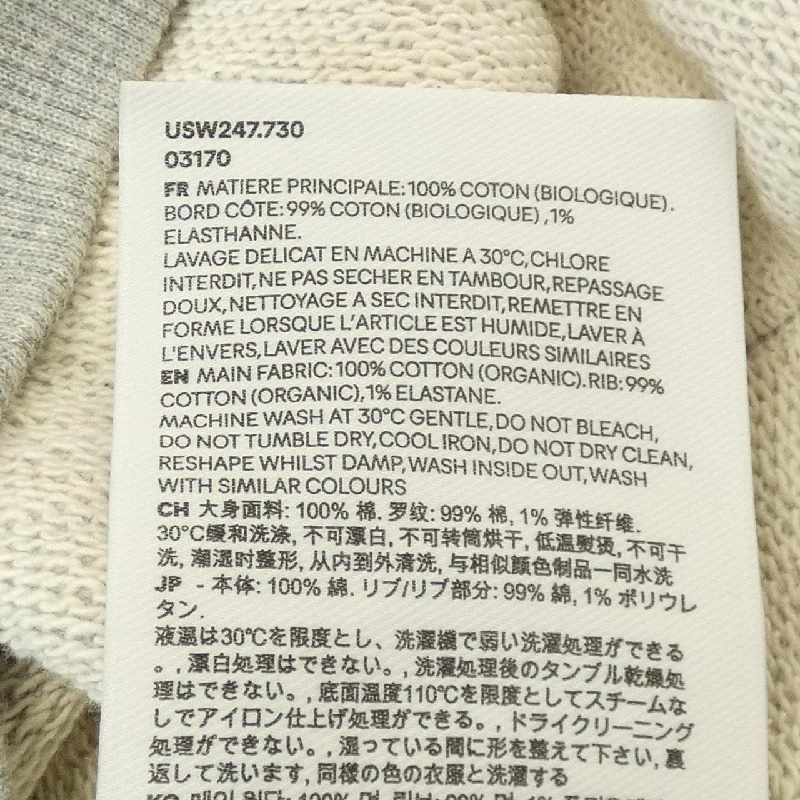 USW247.730
03170
FR MATIERE PRINCIPALE:100% COTON (BIOLOGIQUE).
BORD CÔTE:99% COTON (BIOLOGIQUE),1%
ELASTHANNE.
LAVAGE DELICAT EN MACHINE A 30°C,CHLORE
INTERDIT,NE PAS SECHER EN TAMBOUR,REPASSAGE
DOUX,NETTOYAGE A SEC INTERDIT,REMETTRE EN
FORME LORSQUE L'ARTICLE EST HUMIDE,LAVER À
L'ENVERS,LAVER AVEC DES COULEURS SIMILAIRES
EN MAIN FABRIC:100% COTTON (ORGANIC).RIB:99%
COTTON (ORGANIC),1% ELASTANE.
MACHINE WASH AT 30°C GENTLE,DO NOT BLEACH,
DO NOT TUMBLE DRY,COOL IRON,DO NOT DRY CLEAN,
RESHAPE WHILST DAMP,WASH INSIDE OUT,WASH
WITH SIMILAR COLOURS
CH 大身面料: 100% 棉. 罗纹: 99% 棉, 1% 弹性纤维.
30°C缓和洗涤, 不可漂白, 不可转筒烘干, 低温熨烫, 不可干
洗, 潮湿时整形, 从内到外清洗, 与相似颜色制品一同水洗
JP - 本体: 100% 綿. リブ/リブ部分: 99% 綿, 1% ポリウレ
タン.
液温は30℃を限度とし、洗濯機で弱い洗濯処理ができる
。, 漂白処理はできない。, 洗濯処理後のタンブル乾燥処
理はできない。, 底面温度110℃を限度としてスチームな
しでアイロン仕上げ処理ができる。, ドライクリーニング
処理ができない。, 湿っている間に形を整えて下さい, 裏
返して洗います, 同様の色の衣服と洗濯する